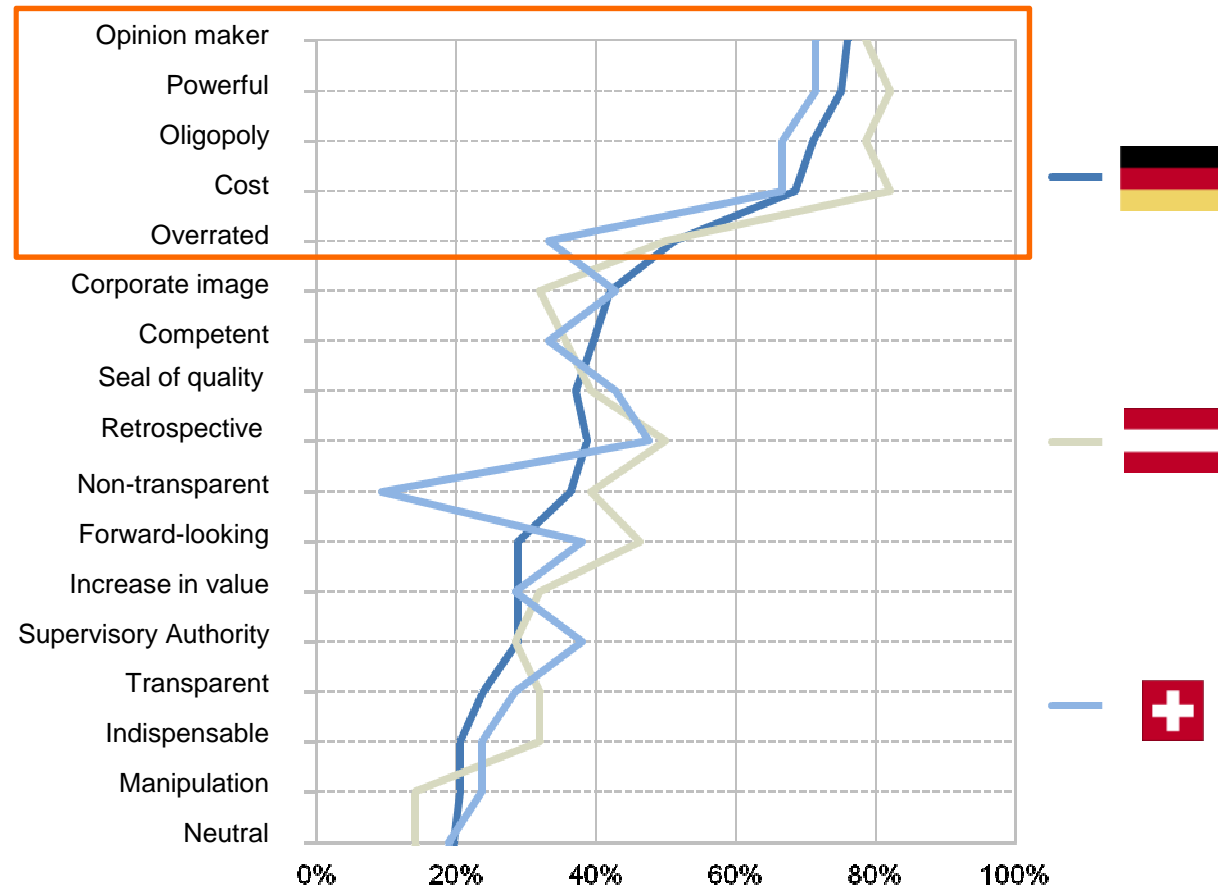 Opinion maker
Powerful
Oligopoly
Cost
Overrated
Corporate image
Competent
Seal of quality
Retrospective
Non-transparent
Forward-looking
Increase in value
Supervisory Authority
Transparent
Indispensable
Manipulation
Neutral
0% 20% 40% 60% 80% 100%